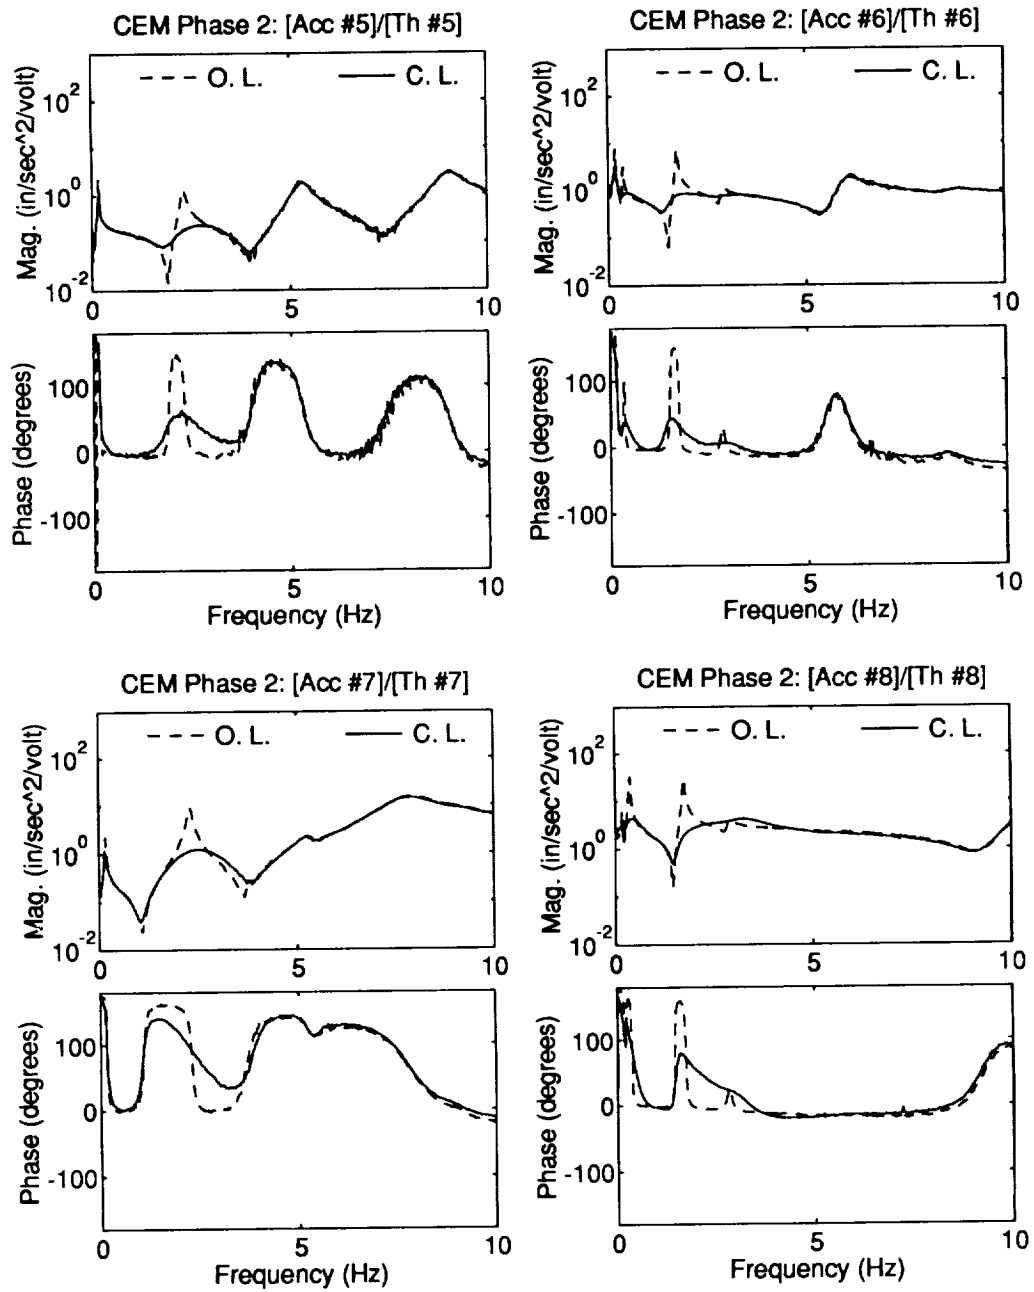 CEM Phase 2: [Acc #5]/[Th #5]
O. L.
C. L.
Mag. (in/sec^2/volt)
10^2
10^0
10^-2
0
5
10
Phase (degrees)
100
0
-100
0
5
10
Frequency (Hz)
CEM Phase 2: [Acc #6]/[Th #6]
O. L.
C. L.
Mag. (in/sec^2/volt)
10^2
10^0
10^-2
0
5
10
Phase (degrees)
100
0
-100
0
5
10
Frequency (Hz)
CEM Phase 2: [Acc #7]/[Th #7]
O. L.
C. L.
Mag. (in/sec^2/volt)
10^2
10^0
10^-2
0
5
10
Phase (degrees)
100
0
-100
0
5
10
Frequency (Hz)
CEM Phase 2: [Acc #8]/[Th #8]
O. L.
C. L.
Mag. (in/sec^2/volt)
10^2
10^0
10^-2
0
5
10
Phase (degrees)
100
0
-100
0
5
10
Frequency (Hz)